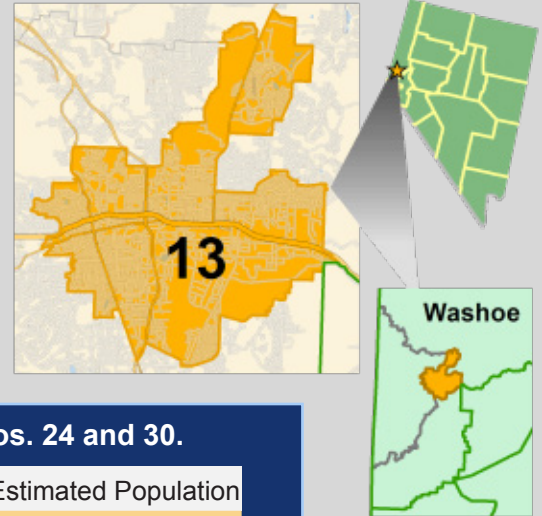 13
Washoe
os. 24 and 30.
Estimated Population